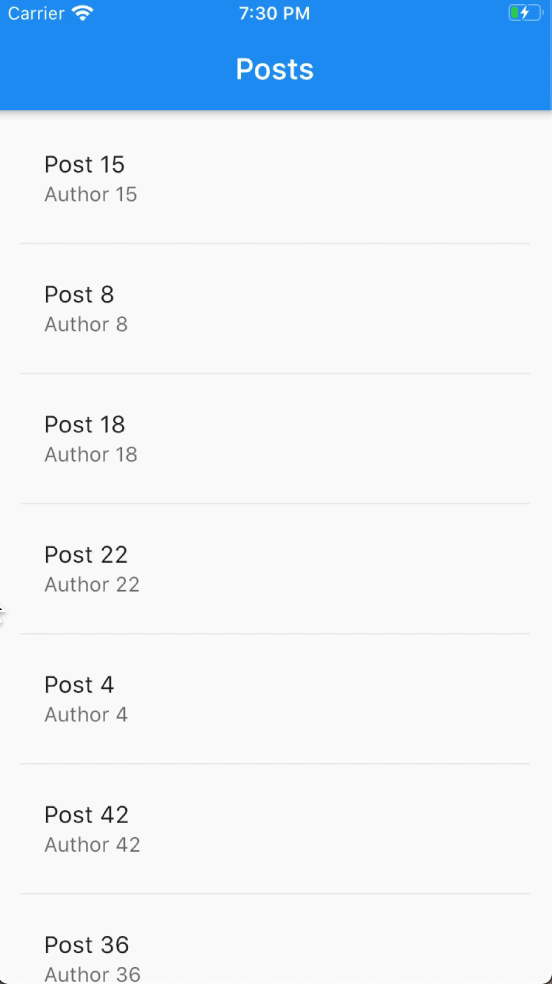 Carrier 7:30 PM
Posts
Post 15
Author 15
Post 8
Author 8
Post 18
Author 18
Post 22
Author 22
Post 4
Author 4
Post 42
Author 42
Post 36
Author 36